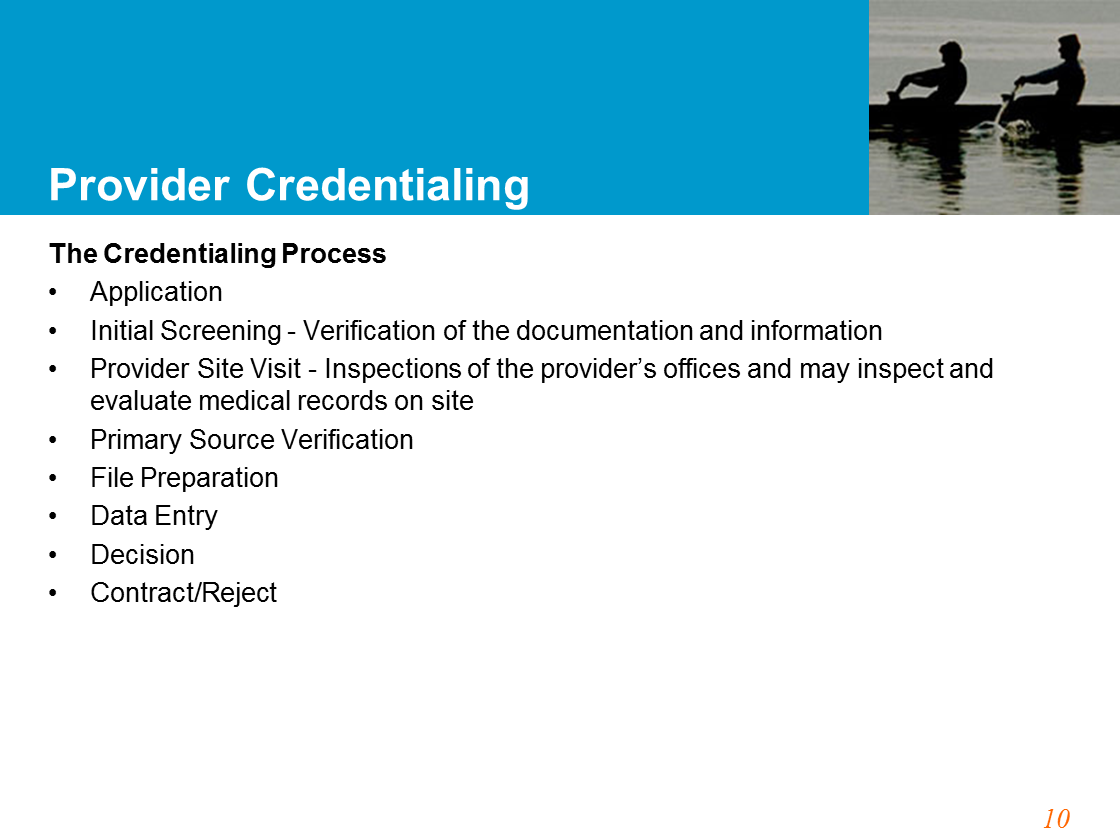 Provider Credentialing
The Credentialing Process
• Application
• Initial Screening - Verification of the documentation and information
• Provider Site Visit - Inspections of the provider’s offices and may inspect and
evaluate medical records on site
• Primary Source Verification
• File Preparation
• Data Entry
• Decision
• Contract/Reject
10